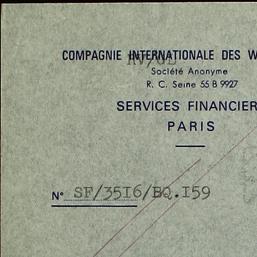 COMPAGNIE INTERNATIONALE DES W
Société Anonyme
R. C. Seine 55 B 9927
SERVICES FINANCIER
PARIS
N° SF/3516/BQ.159